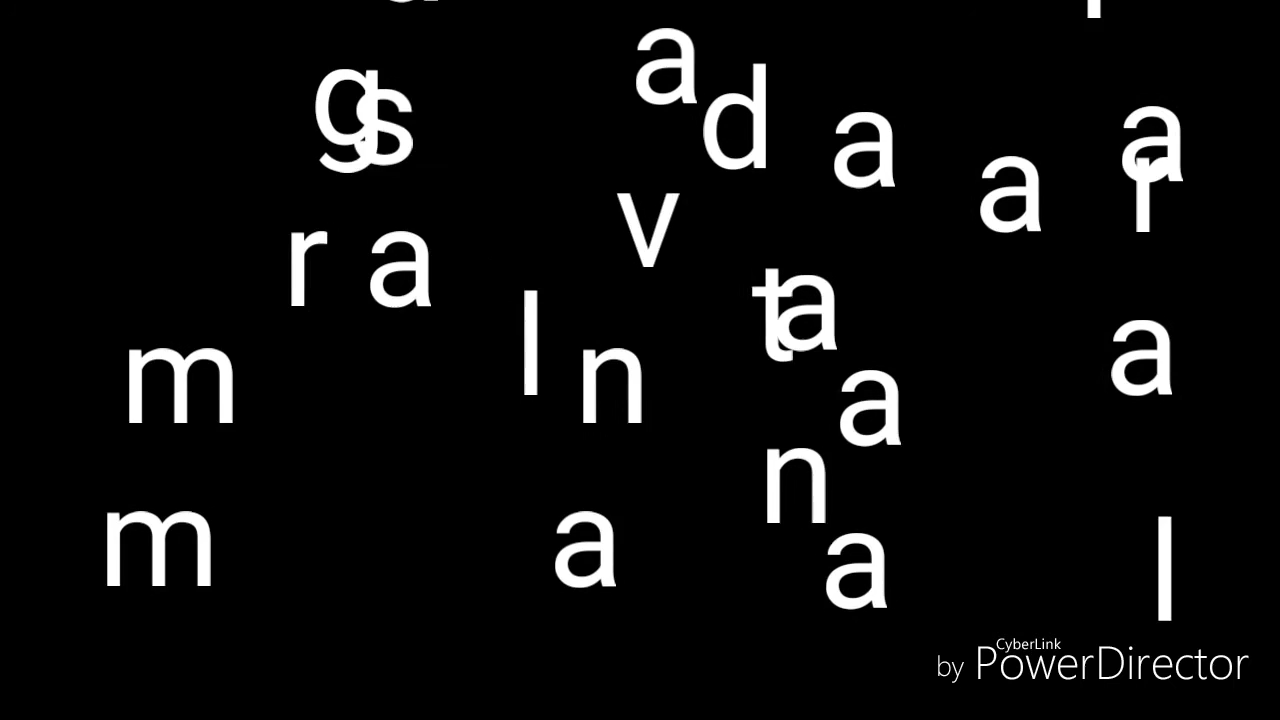 a
g s d a a a
r a v r
l t a
m n a a
n
m a a l
CyberLink
by PowerDirector